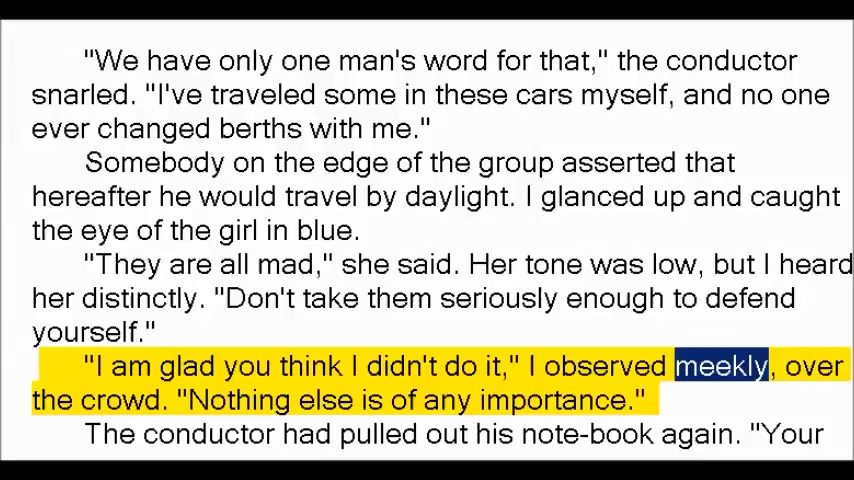 "We have only one man's word for that," the conductor
snarled. "I've traveled some in these cars myself, and no one
ever changed berths with me."
Somebody on the edge of the group asserted that
hereafter he would travel by daylight. I glanced up and caught
the eye of the girl in blue.
"They are all mad," she said. Her tone was low, but I heard
her distinctly. "Don't take them seriously enough to defend
yourself."
"I am glad you think I didn't do it," I observed meekly, over
the crowd. "Nothing else is of any importance."
The conductor had pulled out his note-book again. "Your